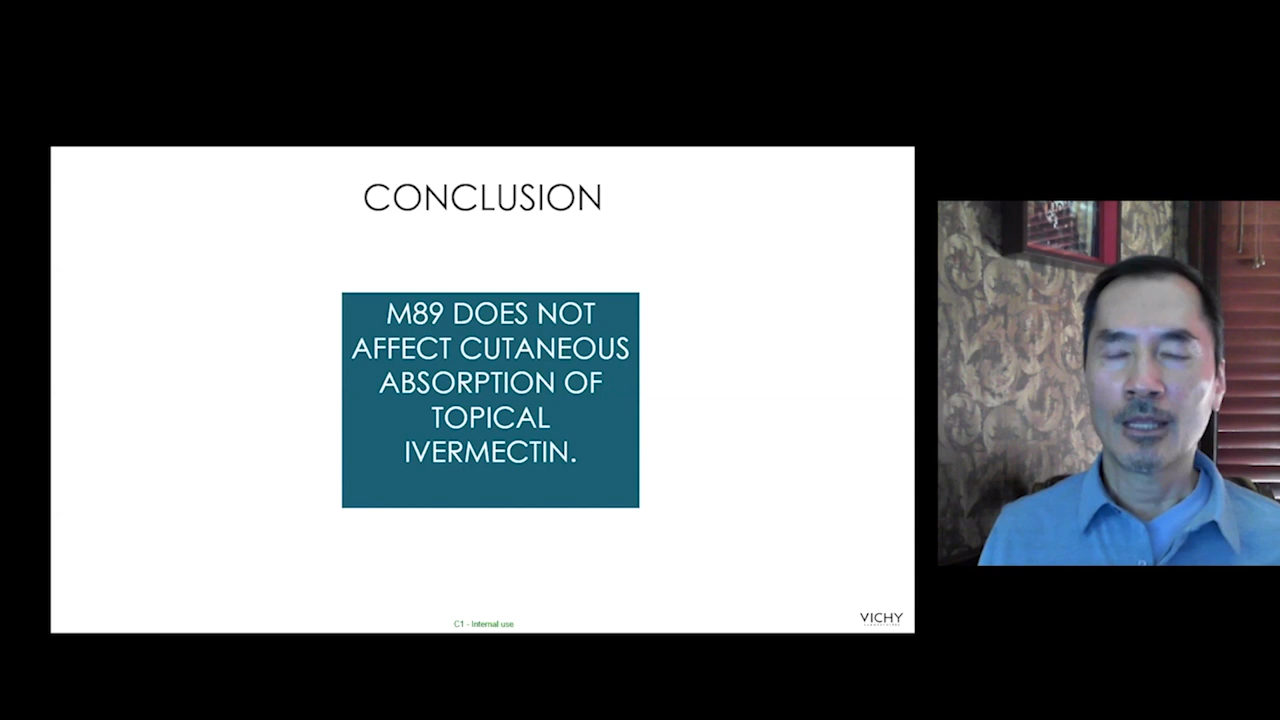 CONCLUSION
M89 DOES NOT
AFFECT CUTANEOUS
ABSORPTION OF
TOPICAL
IVERMECTIN.
C1 - Internal use
VICHY